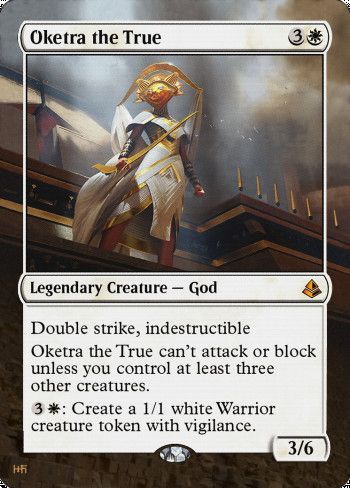 Oketra the True 3
Legendary Creature — God
Double strike, indestructible
Oketra the True can't attack or block
unless you control at least three
other creatures.
3 : Create a 1/1 white Warrior
creature token with vigilance.
3/6